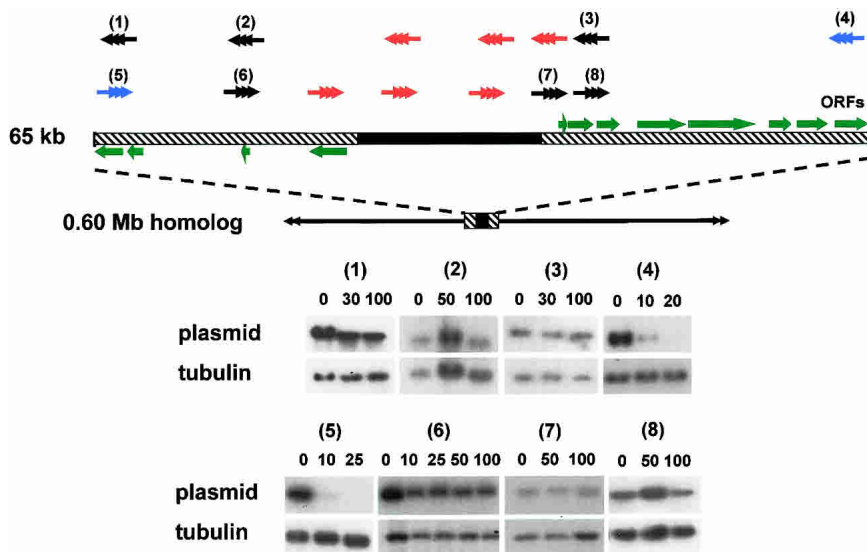 (1) (2) (3) (4)
(5) (6) (7) (8)
ORFs
65 kb
0.60 Mb homolog
(1) (2) (3) (4)
0 30 100 0 50 100 0 30 100 0 10 20
plasmid
tubulin
(5) (6) (7) (8)
0 10 25 0 10 25 50 100 0 50 100 0 50 100
plasmid
tubulin